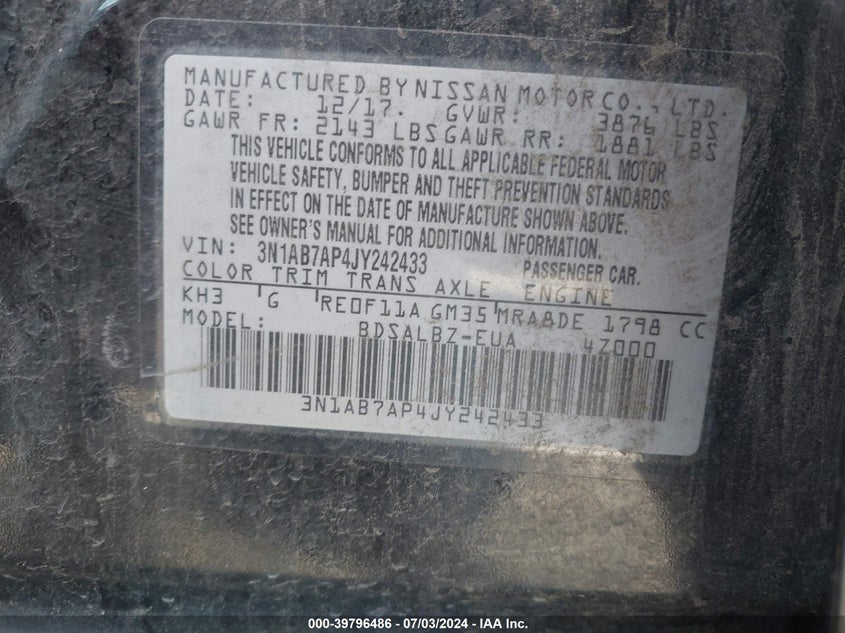 MANUFACTURED BY NISSAN MOTOR CO., LTD.
DATE: 12/17. GVWR: 3876 LBS
GAWR FR: 2143 LBS GAWR RR: 1881 LBS
THIS VEHICLE CONFORMS TO ALL APPLICABLE FEDERAL MOTOR
VEHICLE SAFETY, BUMPER AND THEFT PREVENTION STANDARDS
IN EFFECT ON THE DATE OF MANUFACTURE SHOWN ABOVE.
SEE OWNER'S MANUAL FOR ADDITIONAL INFORMATION.
VIN: 3N1AB7AP4JY242433 PASSENGER CAR.
COLOR TRIM TRANS AXLE ENGINE
KH3 G RE0F11A GM35 MRA8DE 1798 CC
MODEL: BDSALBZ-EUA 4Z000
3N1AB7AP4JY242433
000-39796486 - 07/03/2024 - IAA Inc.